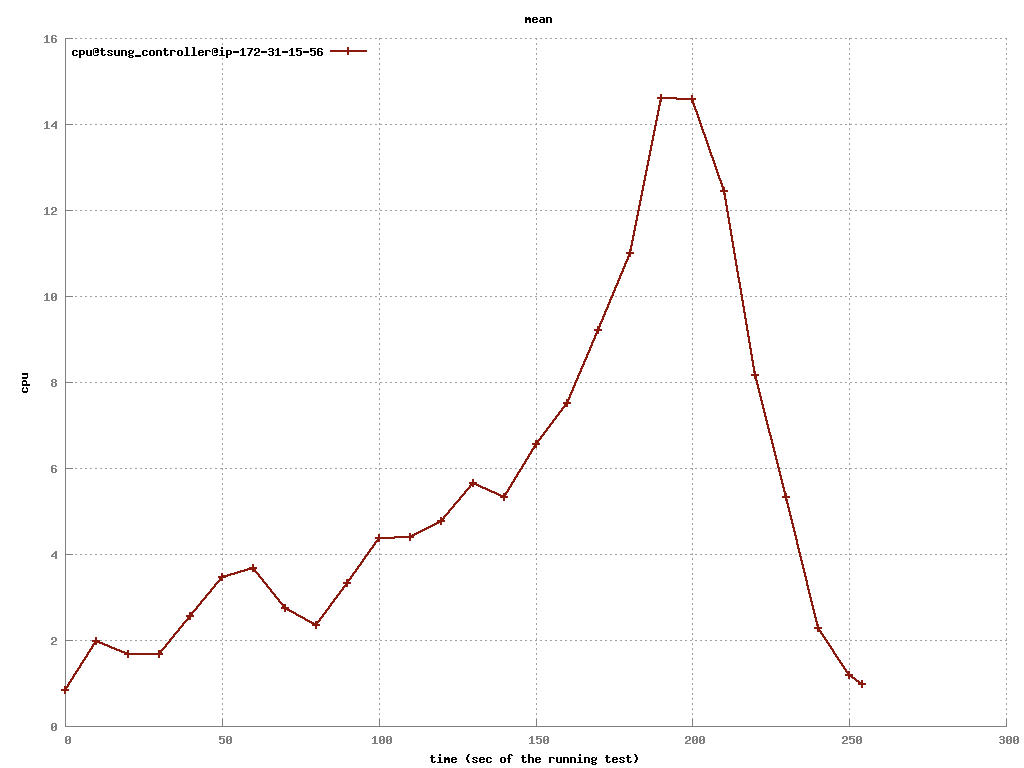 mean
cpu@tsung_controller@ip-172-31-15-56
16
14
12
10
8
6
4
2
0
cpu
0 50 100 150 200 250 300
time (sec of the running test)